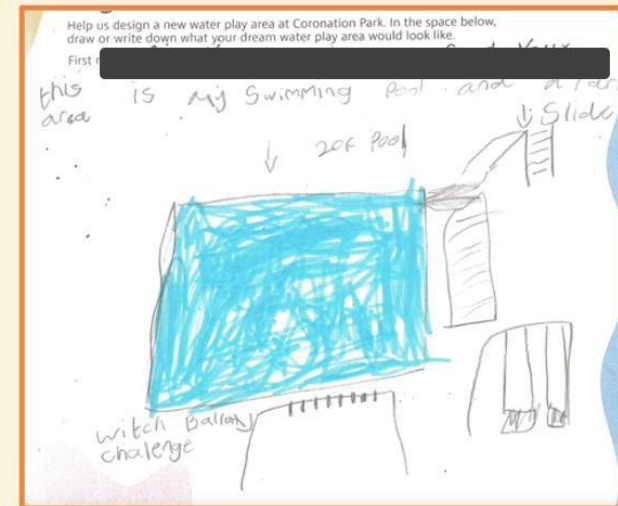 Help us design a new water play area at Coronation Park. In the space below,
draw or write down what your dream water play area would look like.
First
this is my Swimming Pool and a
area
Slide
Pool
witch
chalenge